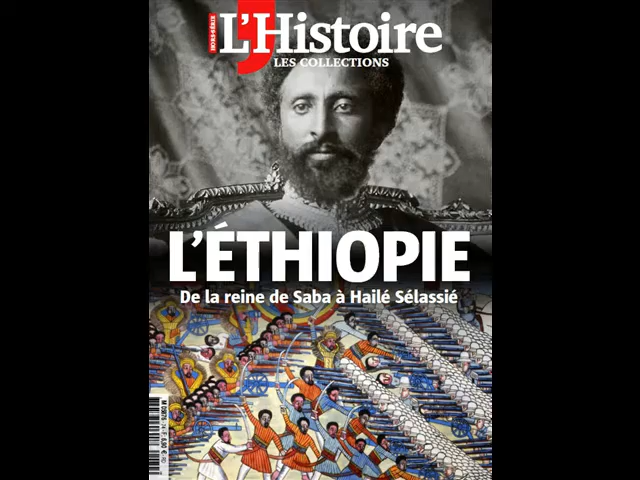 HORS-SÉRIE
L'Histoire
LES COLLECTIONS
L'ÉTHIOPIE
De la reine de Saba à Hailé Sélassié